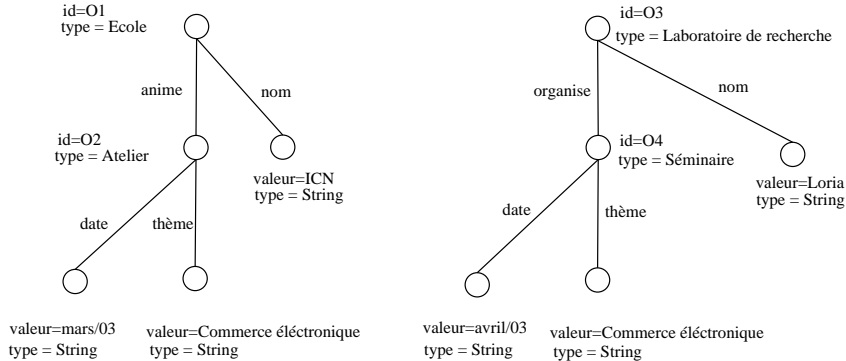 id=O1
type = Ecole
anime
nom
id=O2
type = Atelier
valeur=ICN
type = String
date
thème
valeur=mars/03
type = String
valeur=Commerce éléctronique
type = String
id=O3
type = Laboratoire de recherche
organise
nom
id=O4
type = Séminaire
valeur=Loria
type = String
date
thème
valeur=avril/03
type = String
valeur=Commerce éléctronique
type = String